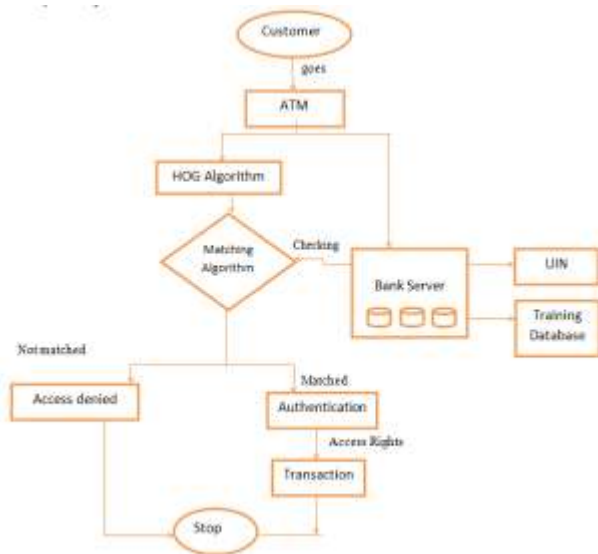 Customer
goes
ATM
HOG Algorithm
Matching
Algorithm
Checking
Bank Server
UIN
Training
Database
Not matched
Matched
Access denied
Authentication
Access Rights
Transaction
Stop